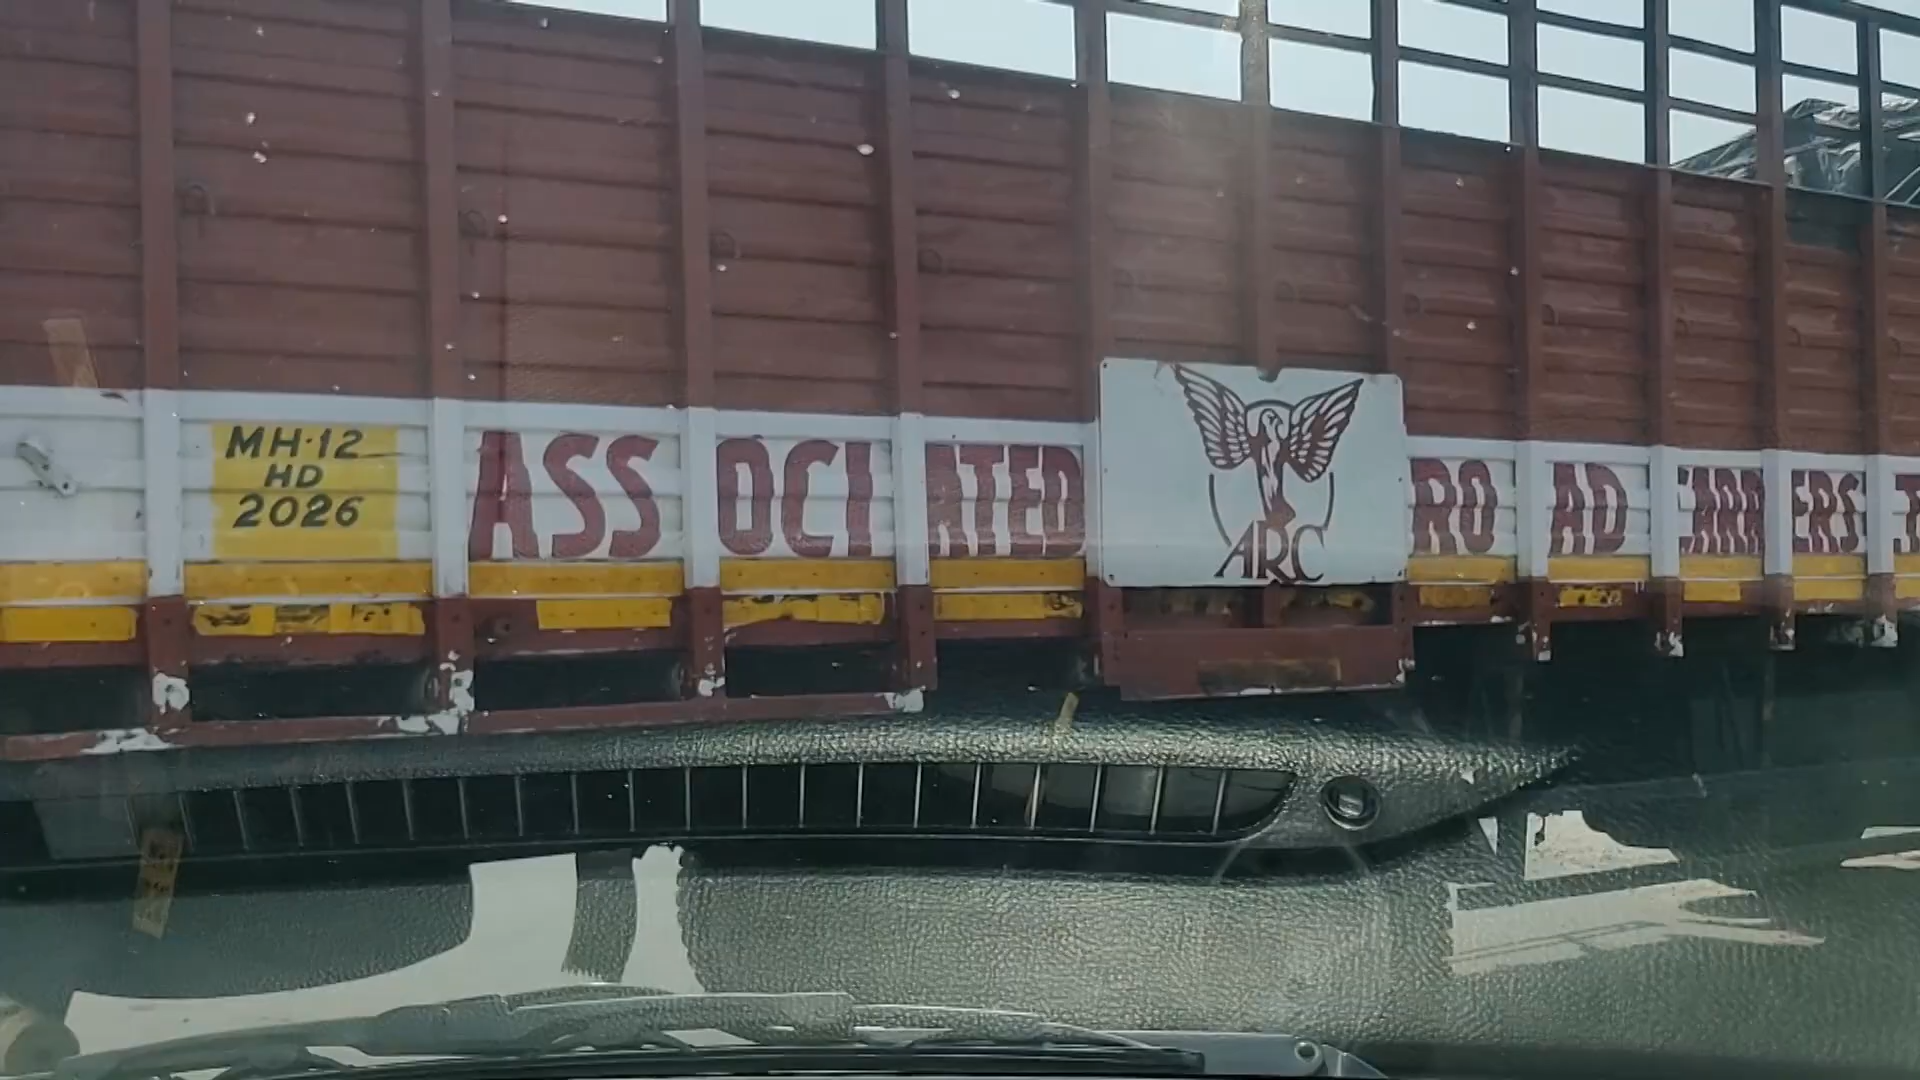 MH·12
HD
2026
ASSOCIATED
ARC
ROAD CARRIERS